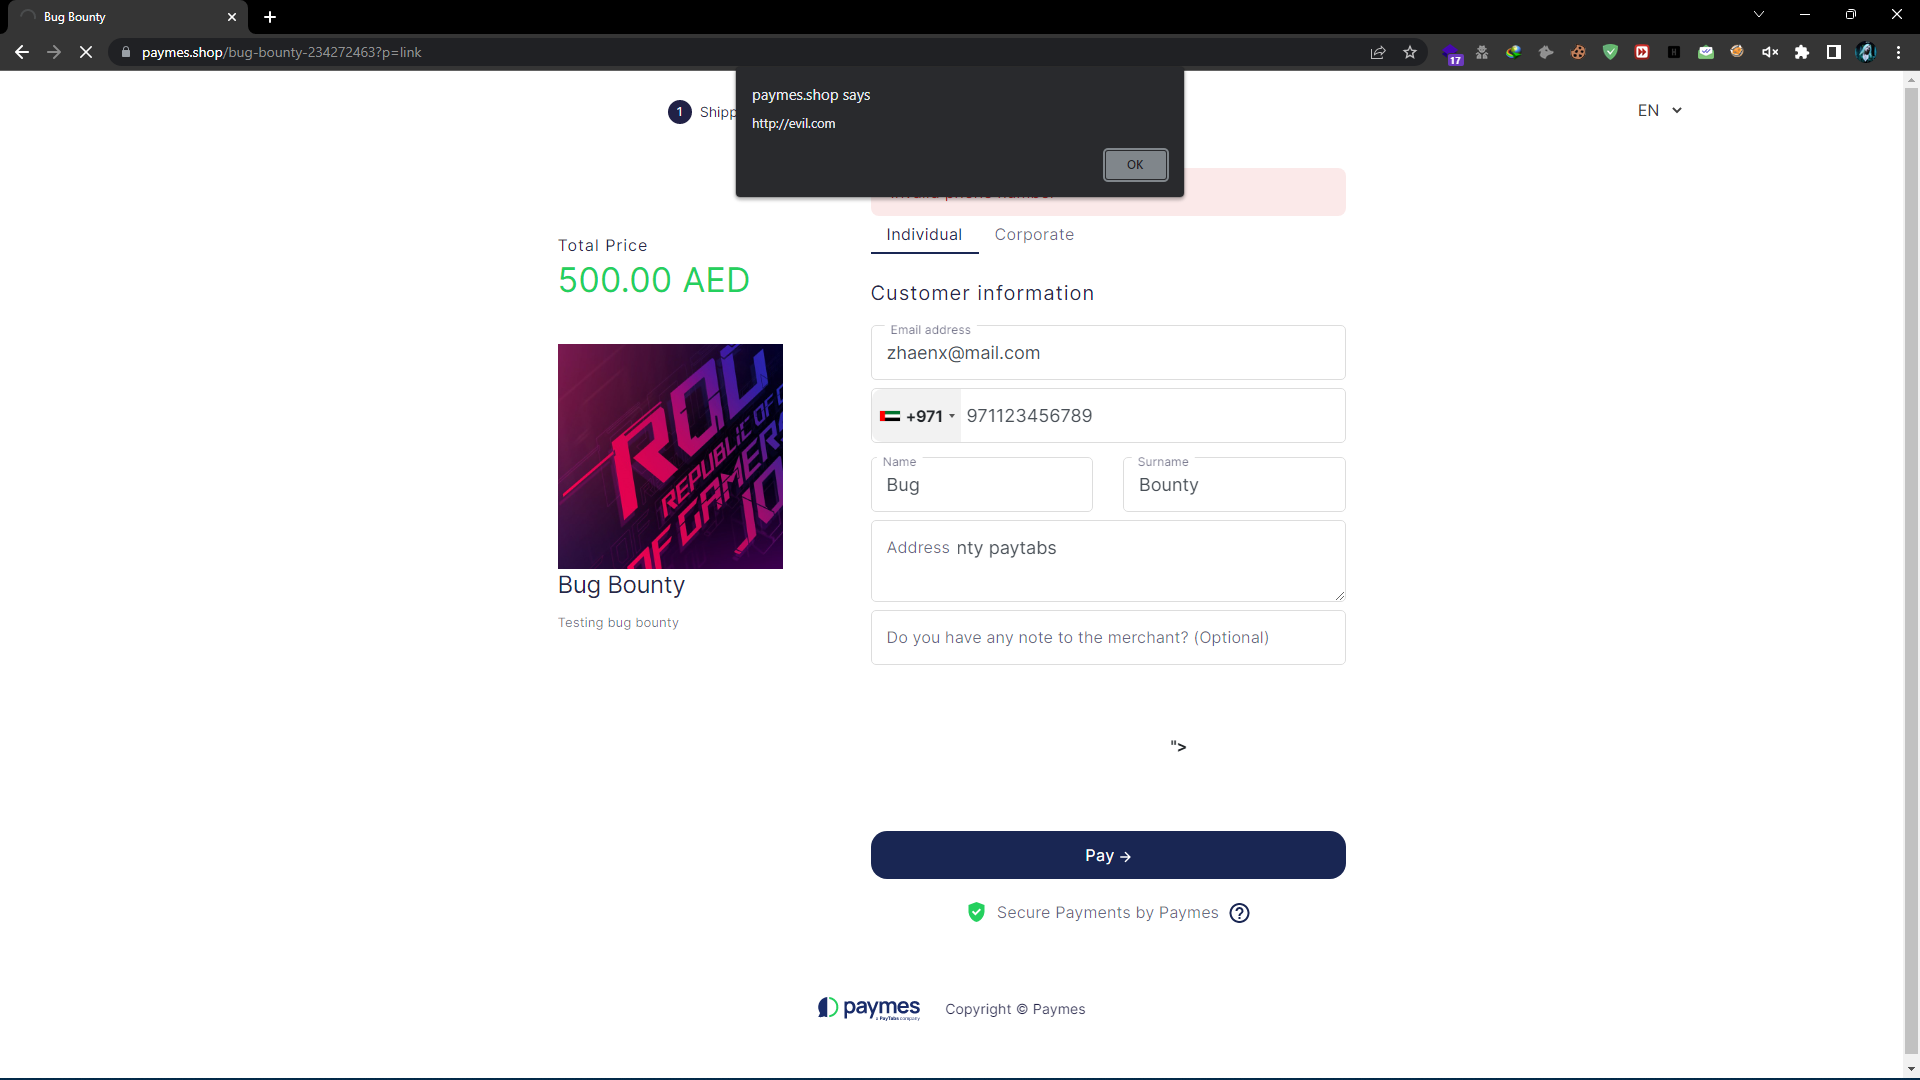 Bug Bounty
paymes.shop/bug-bounty-234272463?p=link
17
paymes.shop says
http://evil.com
OK
1 Shipp
EN
Individual Corporate
Total Price
500.00 AED
Customer information
Email address
zhaenx@mail.com
+971 971123456789
Name
Bug
Surname
Bounty
Address nty paytabs
Do you have any note to the merchant? (Optional)
ROG
REPUBLIC OF
OF GAMERS
Bug Bounty
Testing bug bounty
">
Pay →
Secure Payments by Paymes ?
paymes
a PayTabs company
Copyright © Paymes